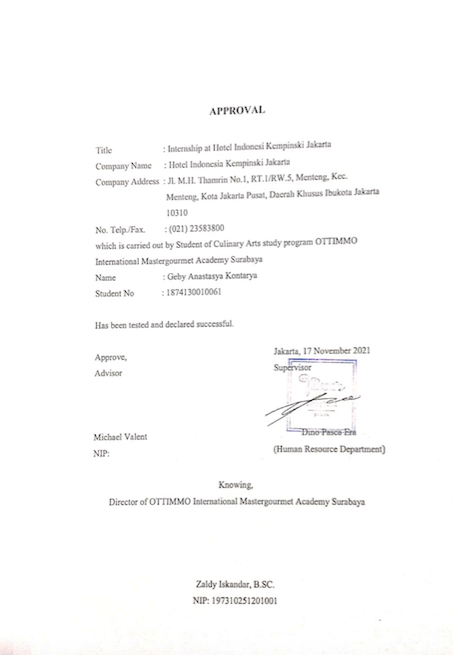 APPROVAL
Title : Internship at Hotel Indonesi Kempinski Jakarta
Company Name : Hotel Indonesia Kempinski Jakarta
Company Address : Jl. M.H. Thamrin No.1, RT.1/RW.5, Menteng, Kec.
Menteng, Kota Jakarta Pusat, Daerah Khusus Ibukota Jakarta
10310
No. Telp./Fax. : (021) 23583800
which is carried out by Student of Culinary Arts study program OTTIMMO
International Mastergourmet Academy Surabaya
Name : Geby Anastasya Kontarya
Student No : 1874130010061
Has been tested and declared successful.
Jakarta, 17 November 2021
Approve,
Supervisor
Advisor
Michael Valent
Dino Pasca Era
NIP:
(Human Resource Department)
Knowing,
Director of OTTIMMO International Mastergourmet Academy Surabaya
Zaldy Iskandar, B.SC.
NIP: 197310251201001